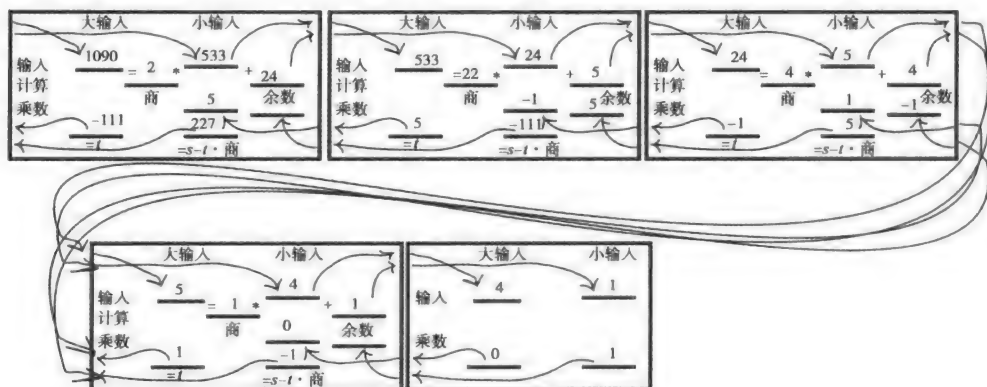 大输入 小输入
输入 1090 533
计算 = 2 * + 24
商 余数
乘数 5
-111 227
=t =s-t·商
大输入 小输入
533 24
输入
计算 =22 * + 5
商 余数
乘数 -1 5
5 -111
=t =s-t·商
大输入 小输入
24 5
输入
计算 = 4 * + 4
商 余数
乘数 1 -1
-1 5
=t =s-t·商
大输入 小输入
5 4
输入
计算 = 1 * + 1
商 0 余数
乘数
1 -1
=t =s-t·商
大输入 小输入
4 1
输入
计算
乘数
0 1